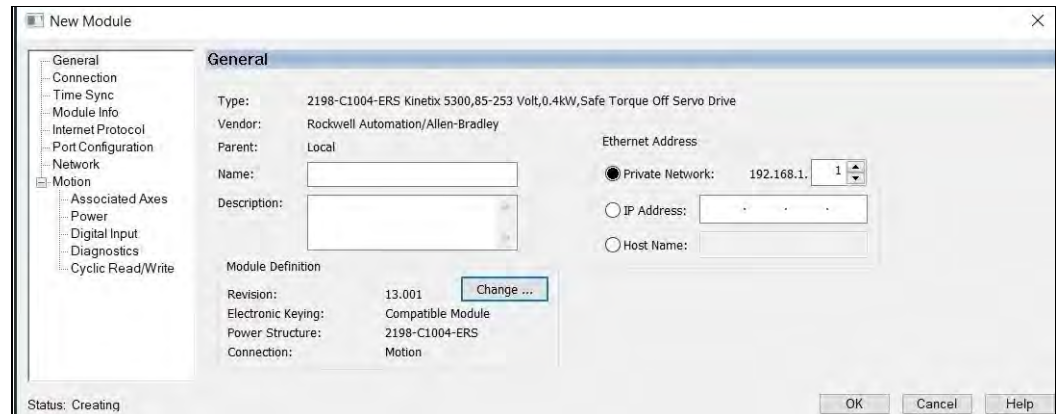 New Module
General
Connection
Time Sync
Module Info
Internet Protocol
Port Configuration
Network
Motion
Associated Axes
Power
Digital Input
Diagnostics
Cyclic Read/Write
General
Type: 2198-C1004-ERS Kinetix 5300,85-253 Volt,0.4kW,Safe Torque Off Servo Drive
Vendor: Rockwell Automation/Allen-Bradley
Parent: Local
Name:
Description:
Ethernet Address
Private Network: 192.168.1. 1
IP Address: . . .
Host Name:
Module Definition
Revision: 13.001 Change ...
Electronic Keying: Compatible Module
Power Structure: 2198-C1004-ERS
Connection: Motion
Status: Creating
OK Cancel Help